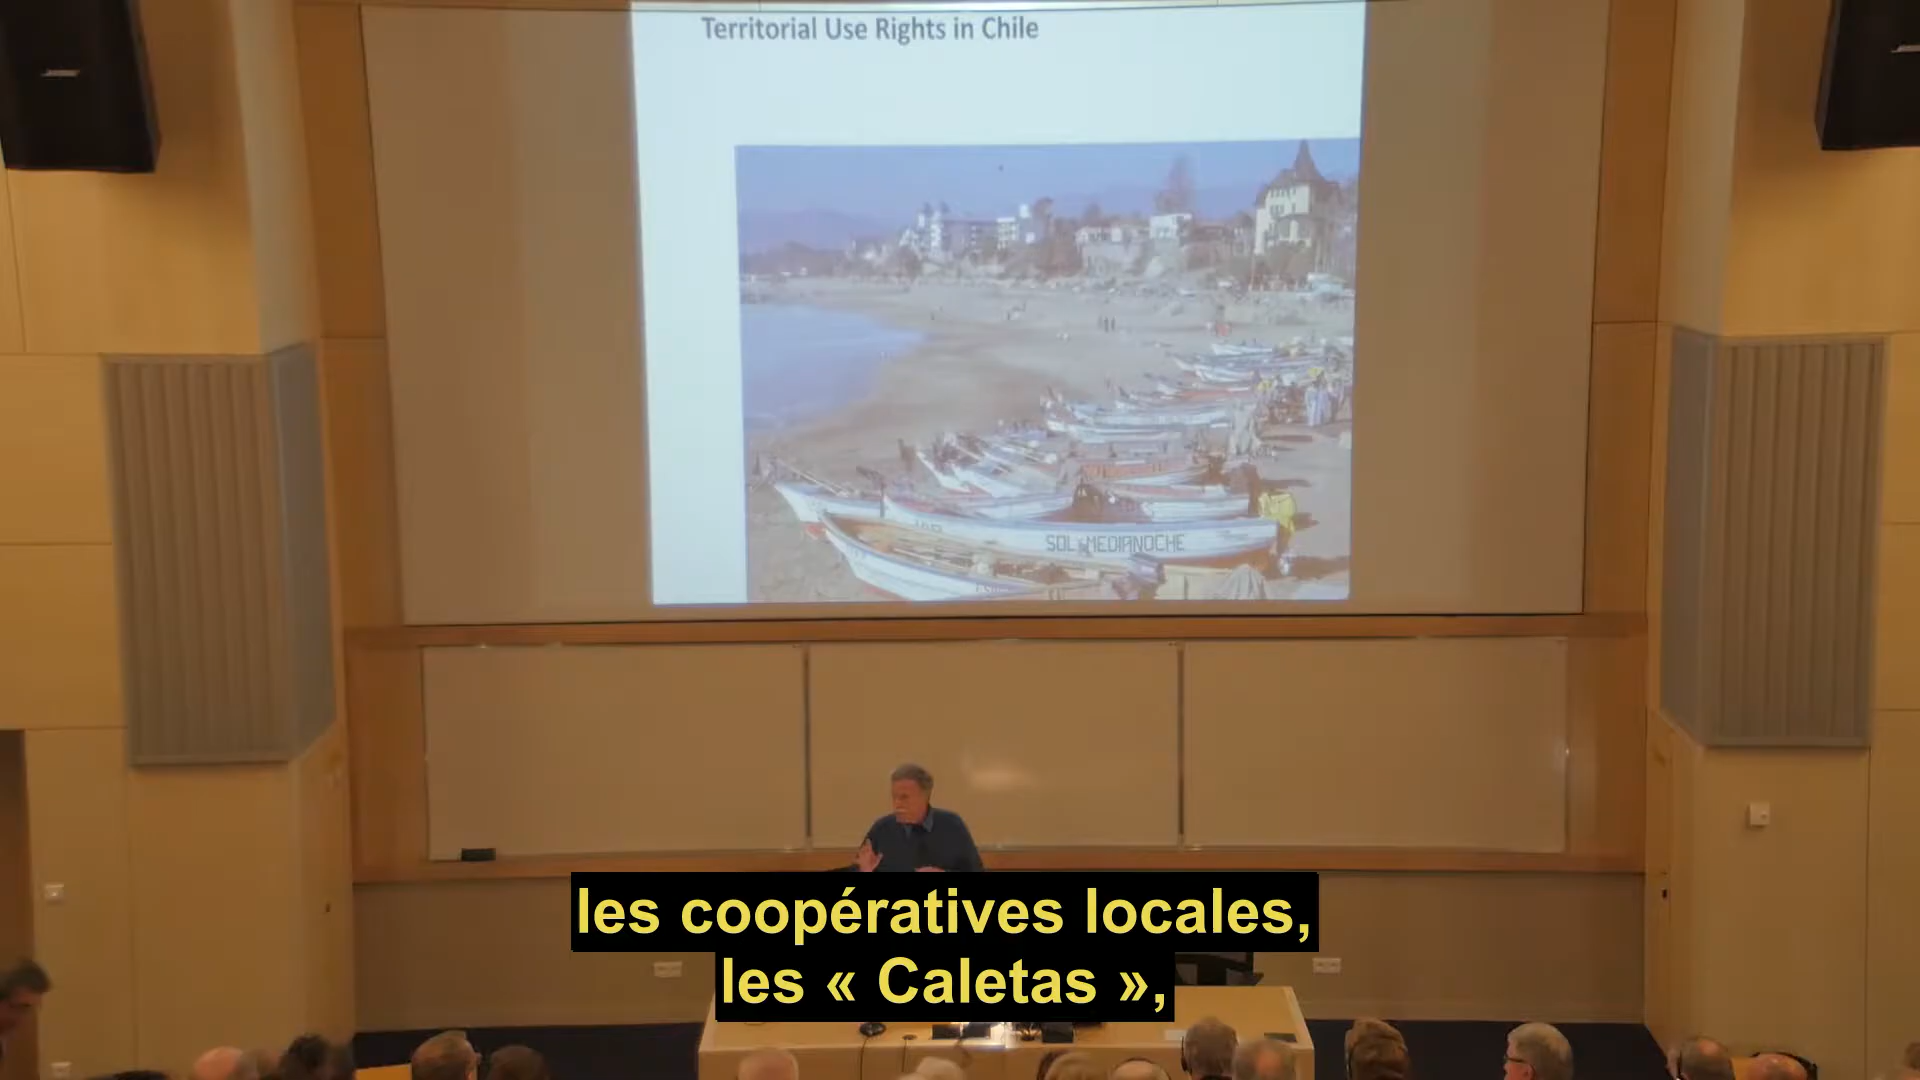 Territorial Use Rights in Chile
SOL y MEDIANOCHE
les coopératives locales,
les « Caletas »,